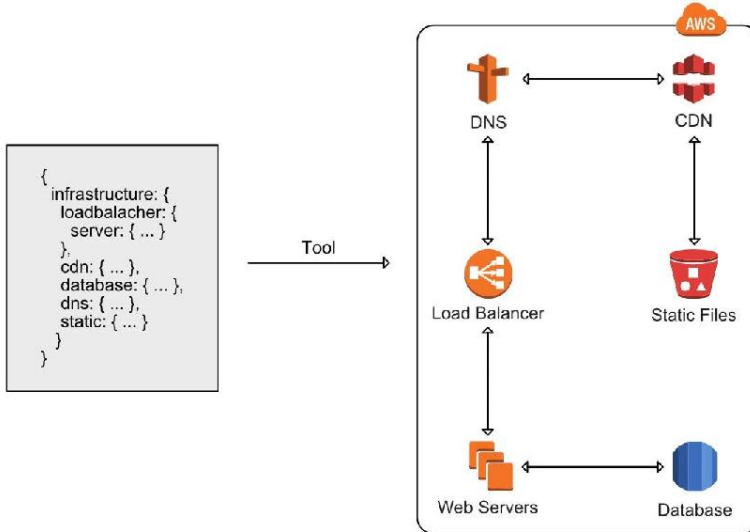 AWS
DNS
CDN
{
infrastructure: {
loadbalacher: {
server: { ... }
},
cdn: { ... },
database: { ... },
dns: { ... },
static: { ... }
}
}
Tool
Load Balancer
Static Files
Web Servers
Database